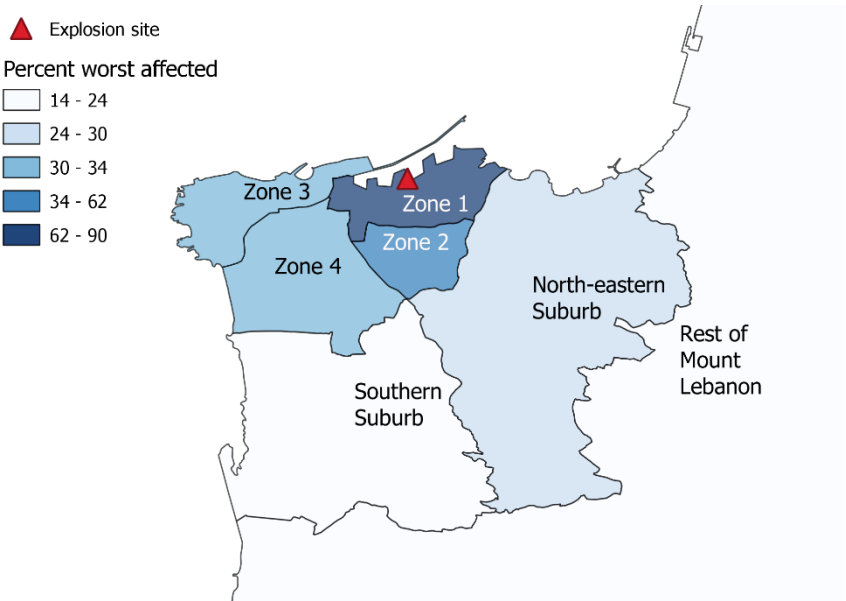 Explosion site
Percent worst affected
14 - 24
24 - 30
30 - 34
34 - 62
62 - 90
Zone 3
Zone 1
Zone 2
Zone 4
North-eastern
Suburb
Rest of
Mount
Lebanon
Southern
Suburb